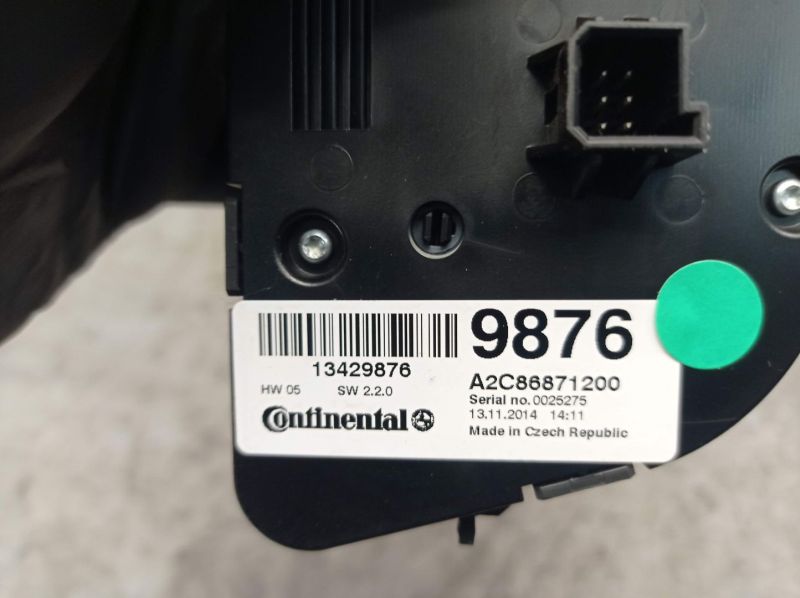 9876
13429876
HW 05 SW 2.2.0
Continental
A2C86871200
Serial no. 0025275
13.11.2014 14:11
Made in Czech Republic